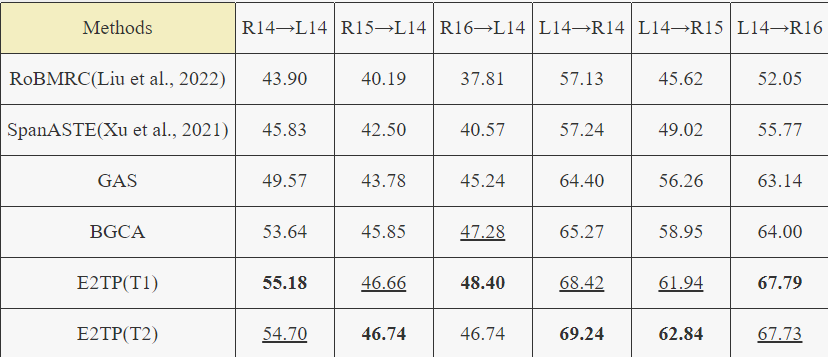 Methods R14→L14 R15→L14 R16→L14 L14→R14 L14→R15 L14→R16
RoBMRC(Liu et al., 2022) 43.90 40.19 37.81 57.13 45.62 52.05
SpanASTE(Xu et al., 2021) 45.83 42.50 40.57 57.24 49.02 55.77
GAS 49.57 43.78 45.24 64.40 56.26 63.14
BGCA 53.64 45.85 47.28 65.27 58.95 64.00
E2TP(T1) 55.18 46.66 48.40 68.42 61.94 67.79
E2TP(T2) 54.70 46.74 46.74 69.24 62.84 67.73